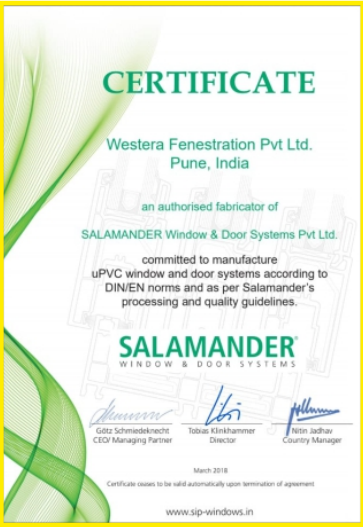 CERTIFICATE
Westera Fenestration Pvt Ltd.
Pune, India
an authorised fabricator of
SALAMANDER Window & Door Systems Pvt Ltd.
committed to manufacture
uPVC window and door systems according to
DIN/EN norms and as per Salamander's
processing and quality guidelines.
SALAMANDER
WINDOW & DOOR SYSTEMS
Götz Schmiedeknecht Tobias Klinkhammer Nitin Jadhav
CEO/ Managing Partner Director Country Manager
March 2018
Certificate ceases to be valid automatically upon termination of agreement
www.sip-windows.in